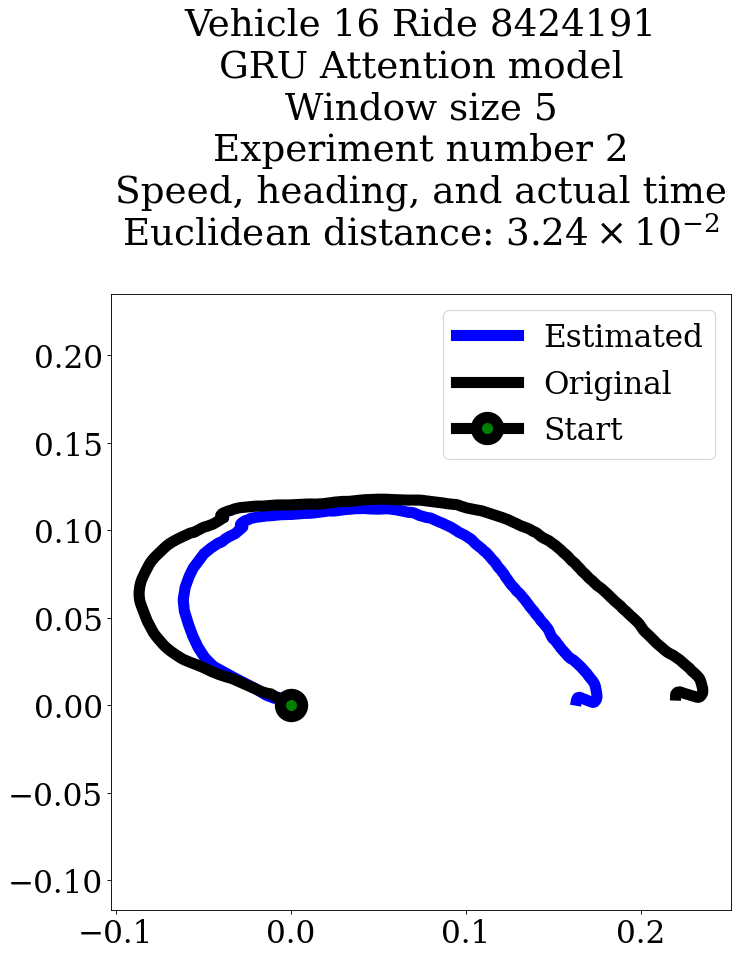 Vehicle 16 Ride 8424191
GRU Attention model
Window size 5
Experiment number 2
Speed, heading, and actual time
Euclidean distance: 3.24 × 10⁻²
Estimated
Original
Start
0.20
0.15
0.10
0.05
0.00
−0.05
−0.10
−0.1 0.0 0.1 0.2